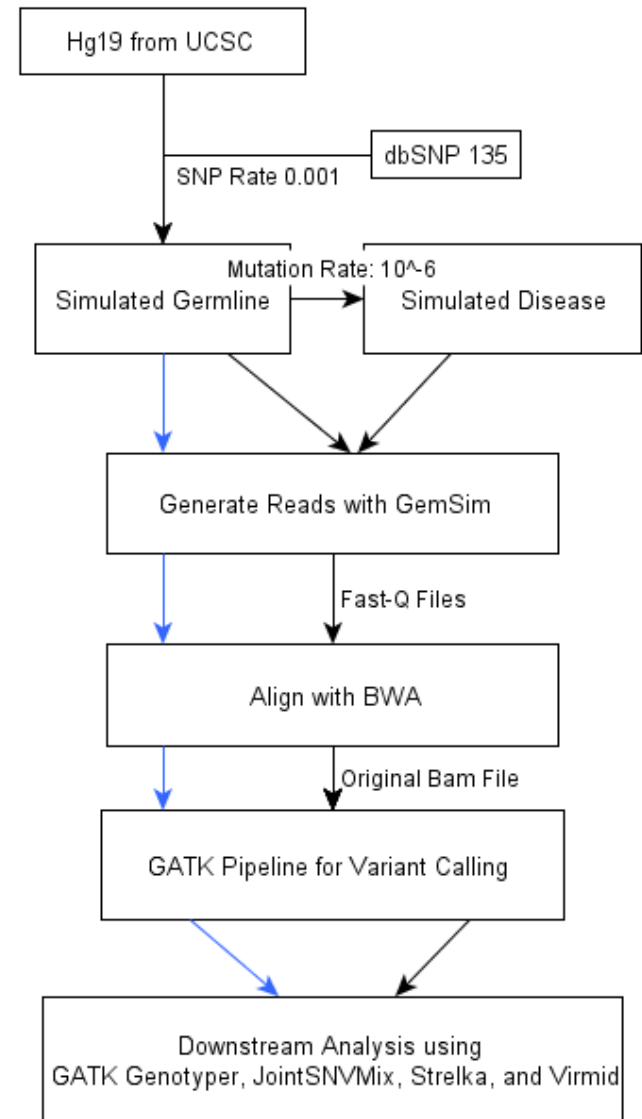 Hg19 from UCSC
dbSNP 135
SNP Rate 0.001
Mutation Rate: 10^-6
Simulated Germline
Simulated Disease
Generate Reads with GemSim
Fast-Q Files
Align with BWA
Original Bam File
GATK Pipeline for Variant Calling
Downstream Analysis using
GATK Genotyper, JointSNVMix, Strelka, and Virmid